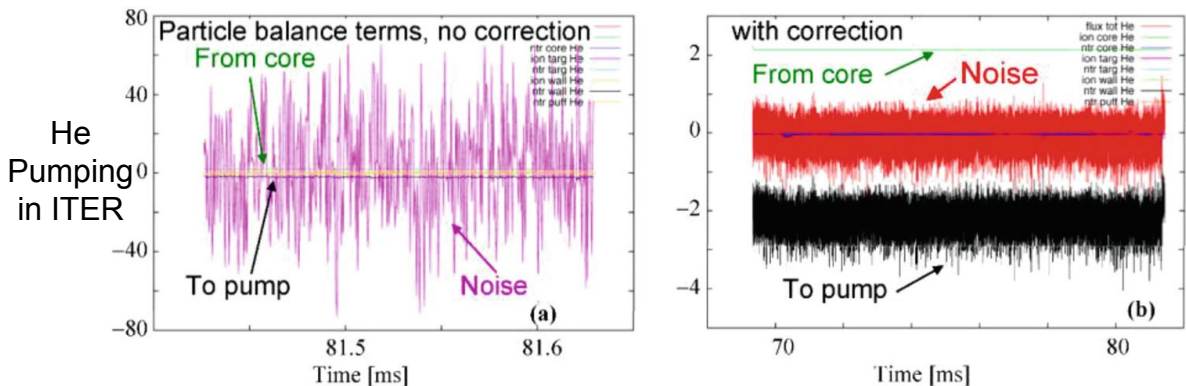 He
Pumping
in ITER
Particle balance terms, no correction
From core
ntr core He
ion targ He
ntr targ He
ion wall He
ntr wall He
ntr puff He
80
40
0
−40
−80
To pump
Noise
(a)
81.5
81.6
Time [ms]
with correction
flux tot He
ion core He
ntr core He
ion targ He
ntr targ He
ion wall He
ntr wall He
ntr puff He
From core
Noise
2
0
−2
−4
To pump
(b)
70
80
Time [ms]